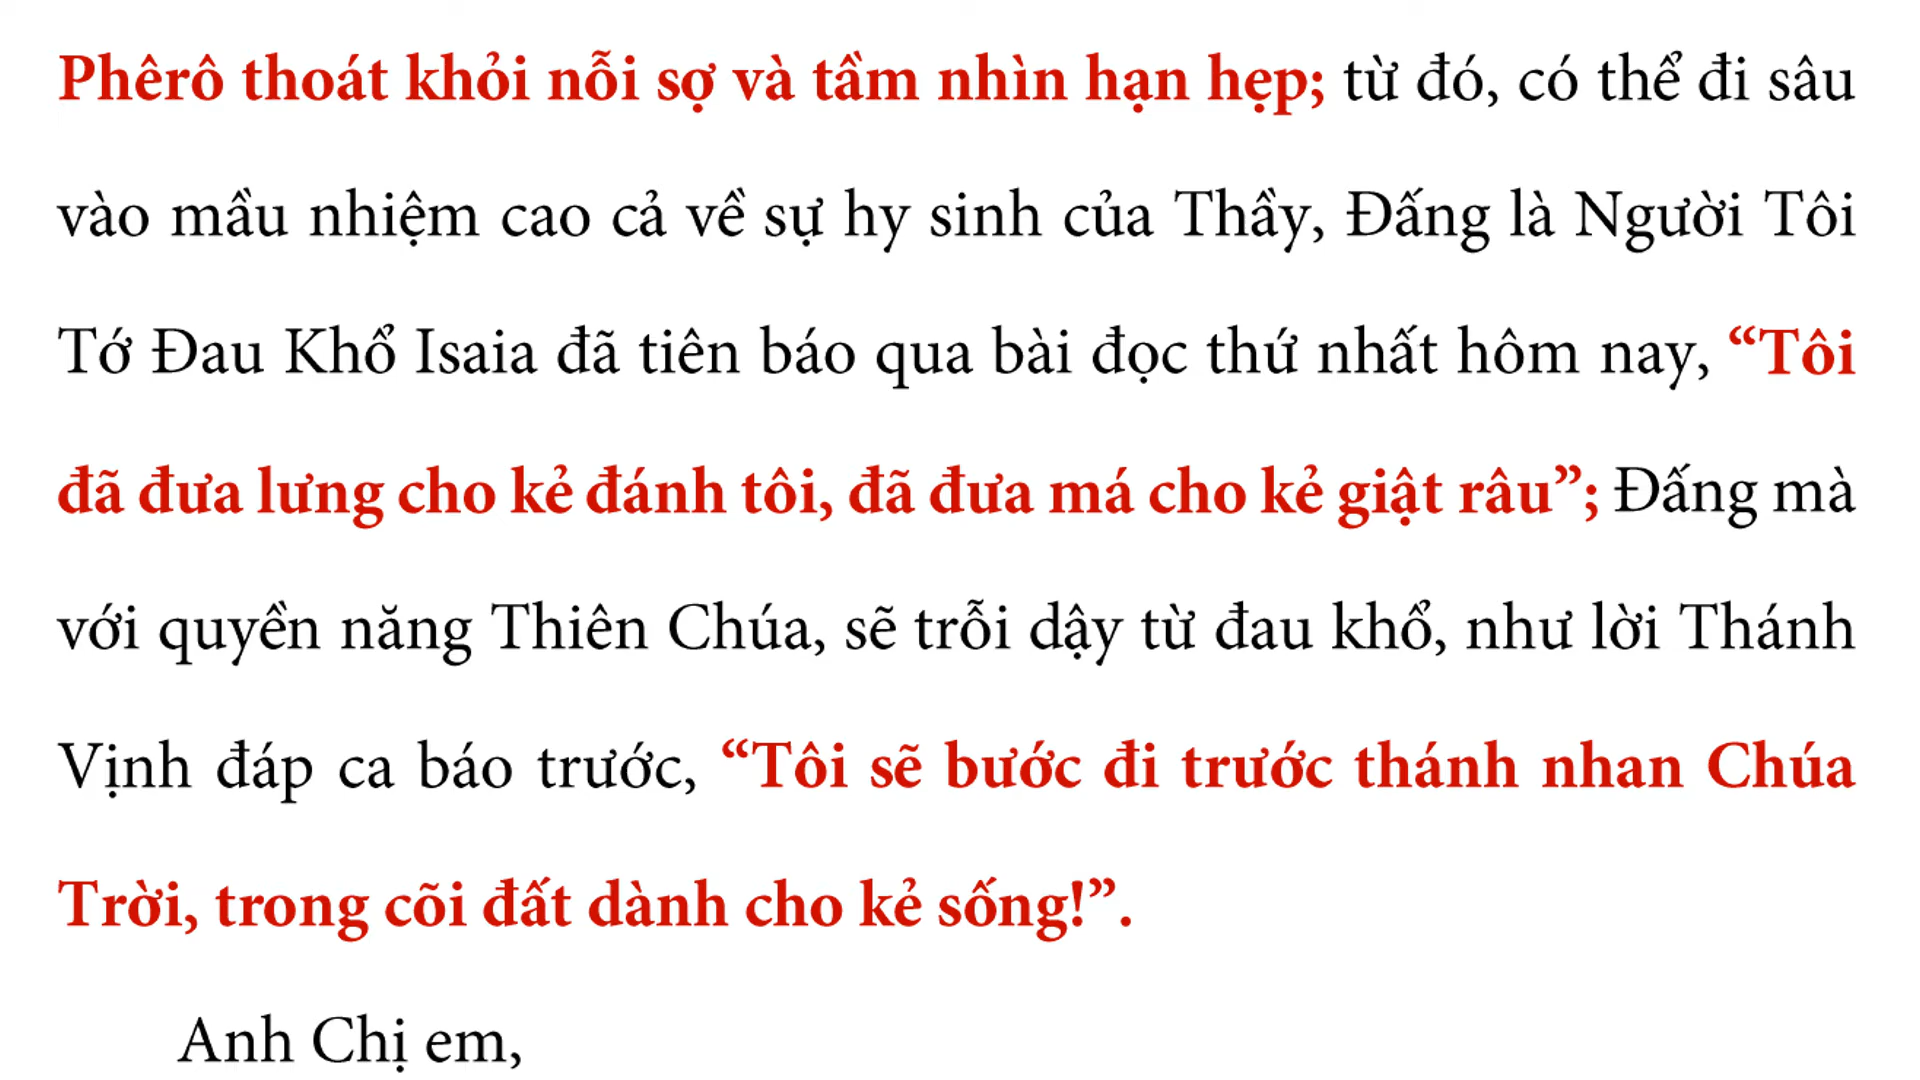 Phêrô thoát khỏi nỗi sợ và tầm nhìn hạn hẹp; từ đó, có thể đi sâu
vào mầu nhiệm cao cả về sự hy sinh của Thầy, Đấng là Người Tôi
Tớ Đau Khổ Isaia đã tiên báo qua bài đọc thứ nhất hôm nay, “Tôi
đã đưa lưng cho kẻ đánh tôi, đã đưa má cho kẻ giật râu”; Đấng mà
với quyền năng Thiên Chúa, sẽ trỗi dậy từ đau khổ, như lời Thánh
Vịnh đáp ca báo trước, “Tôi sẽ bước đi trước thánh nhan Chúa
Trời, trong cõi đất dành cho kẻ sống!”.
Anh Chị em,